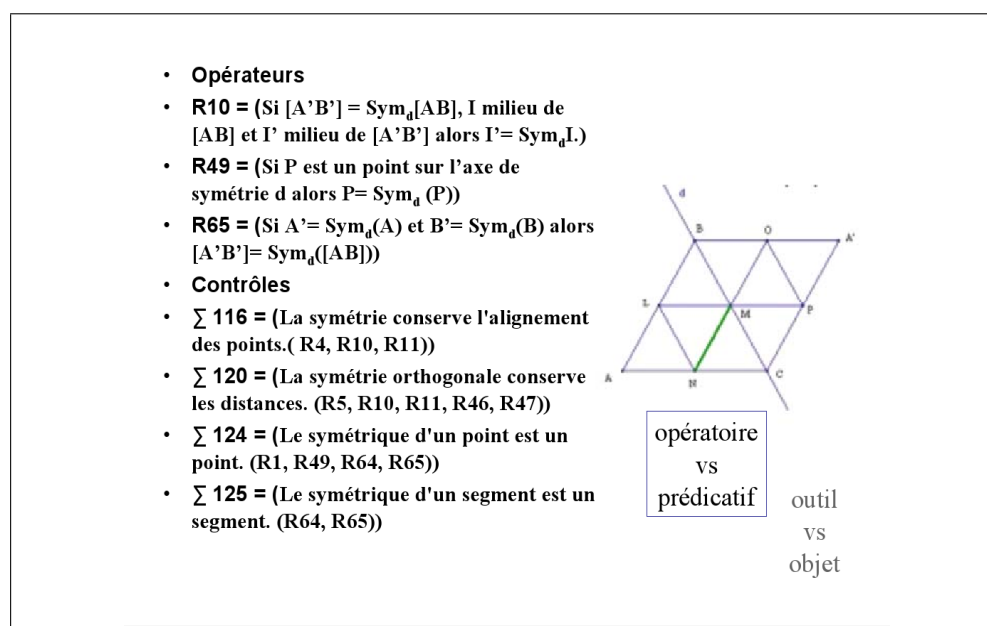 • Opérateurs
• R10 = (Si [A’B’] = Symd[AB], I milieu de
[AB] et I’ milieu de [A’B’] alors I’= SymdI.)
• R49 = (Si P est un point sur l’axe de
symétrie d alors P= Symd (P))
• R65 = (Si A’= Symd(A) et B’= Symd(B) alors
[A’B’]= Symd([AB]))
• Contrôles
• ∑ 116 = (La symétrie conserve l'alignement
des points.( R4, R10, R11))
• ∑ 120 = (La symétrie orthogonale conserve
les distances. (R5, R10, R11, R46, R47))
• ∑ 124 = (Le symétrique d'un point est un
point. (R1, R49, R64, R65))
• ∑ 125 = (Le symétrique d'un segment est un
segment. (R64, R65))
d
B O A'
L M P
A N C
opératoire
vs
prédicatif
outil
vs
objet